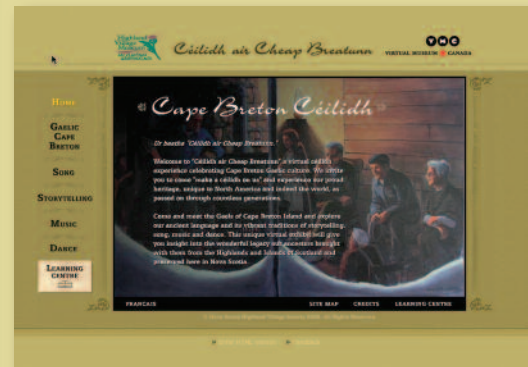 Highland
Village
Museum
Céilidh air Cheap Breatunn
VMC
VIRTUAL MUSEUM CANADA
HOME
GAELIC
CAPE
BRETON
SONG
STORYTELLING
MUSIC
DANCE
LEARNING
CENTRE
Cape Breton Céilidh
Ur beatha "Céilidh air Cheap Breatunn."
Welcome to "Céilidh air Cheap Breatunn" a virtual céilidh
experience celebrating Cape Breton Gaelic culture. We invite
you to come "make a céilidh on us" and experience our proud
heritage, unique to North America and indeed the world, as
passed on through countless generations.
Come and meet the Gaels of Cape Breton Island and explore
our ancient language and its vibrant traditions of storytelling,
song, music and dance. This unique virtual exhibit will give
you insight into the wonderful legacy our ancestors brought
with them from the Highlands and Islands of Scotland and
preserved here in Nova Scotia.
FRANÇAIS
SITE MAP CREDITS LEARNING CENTRE